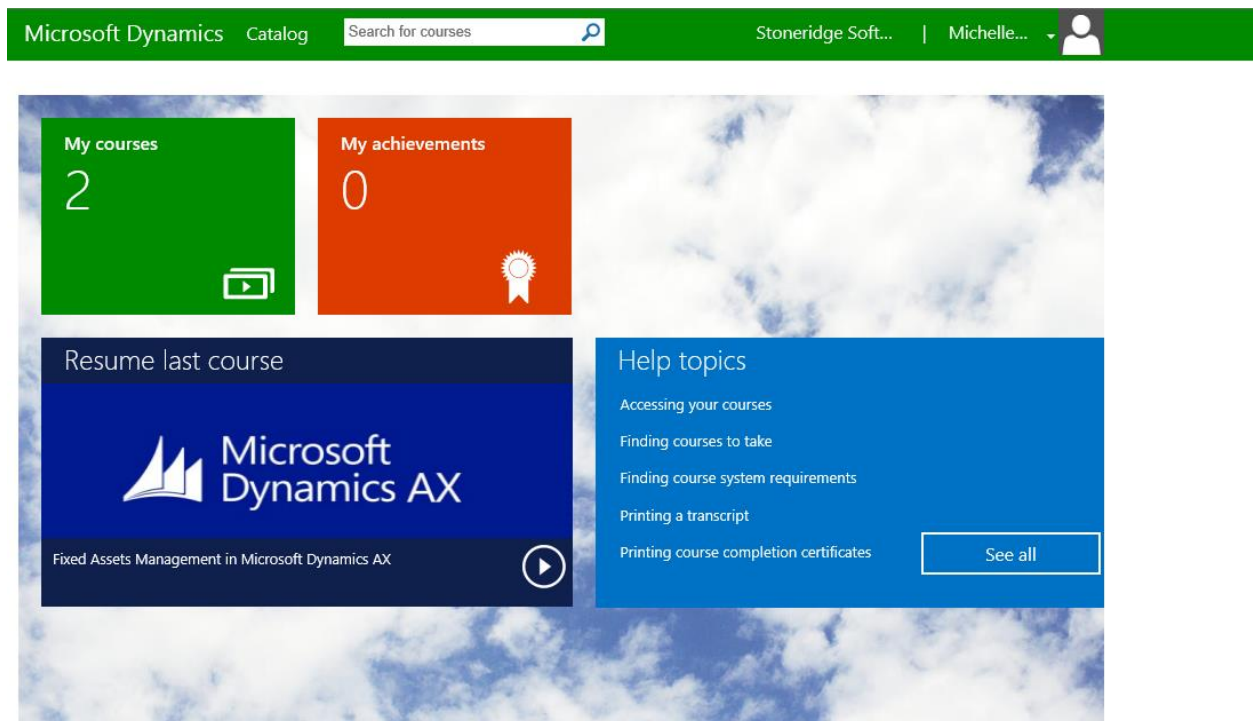 Microsoft Dynamics Catalog Search for courses Stoneridge Soft... | Michelle...
My courses
2
My achievements
0
Resume last course
Microsoft
Dynamics AX
Fixed Assets Management in Microsoft Dynamics AX
Help topics
Accessing your courses
Finding courses to take
Finding course system requirements
Printing a transcript
Printing course completion certificates
See all